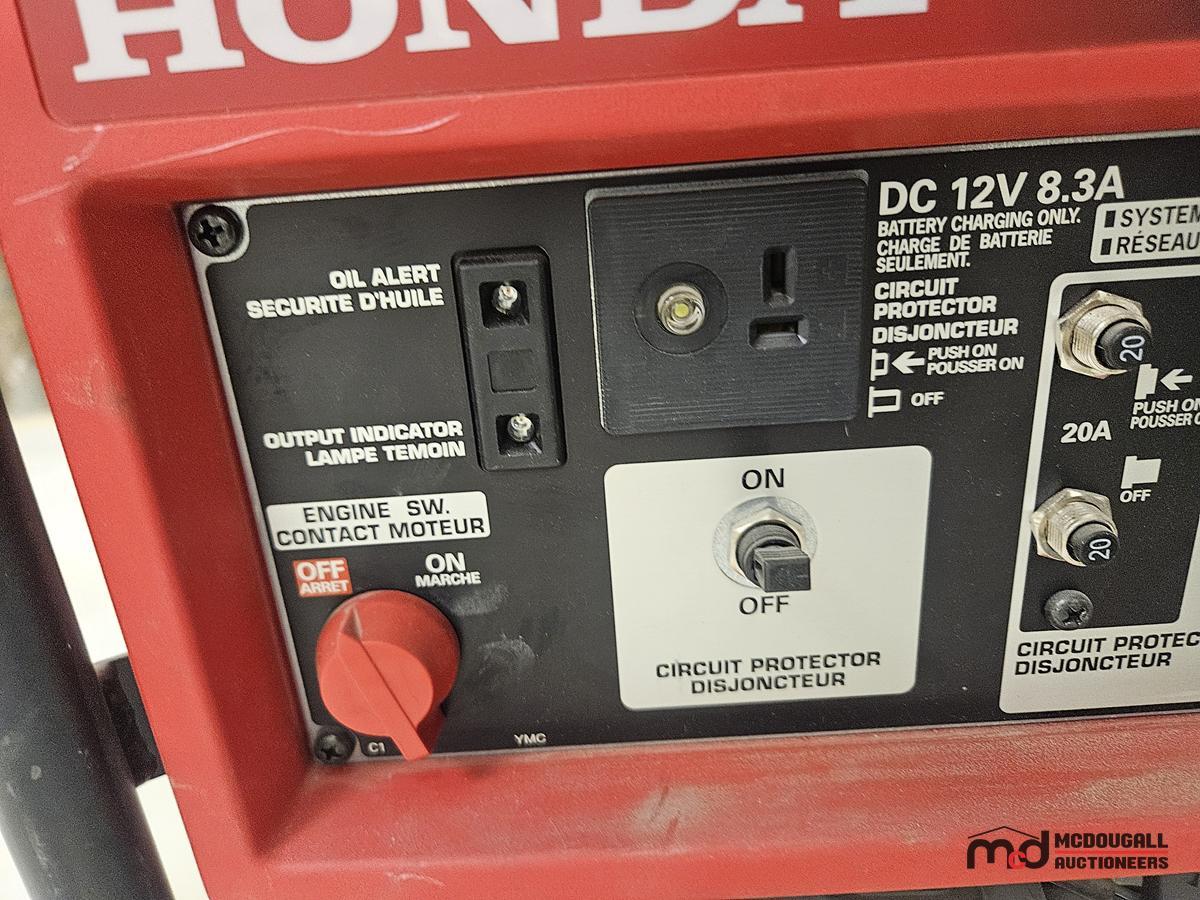 HONDA
OIL ALERT
SECURITE D'HUILE
OUTPUT INDICATOR
LAMPE TEMOIN
ENGINE SW.
CONTACT MOTEUR
OFF
ARRET
ON
MARCHE
C1
YMC
DC 12V 8.3A
BATTERY CHARGING ONLY.
CHARGE DE BATTERIE
SEULEMENT.
CIRCUIT
PROTECTOR
DISJONCTEUR
PUSH ON
POUSSER ON
OFF
ON
OFF
CIRCUIT PROTECTOR
DISJONCTEUR
SYSTEM
RÉSEAU
20
PUSH ON
POUSSER O
20A
OFF
20
CIRCUIT PROTEC
DISJONCTEUR
mcd MCDOUGALL
AUCTIONEERS